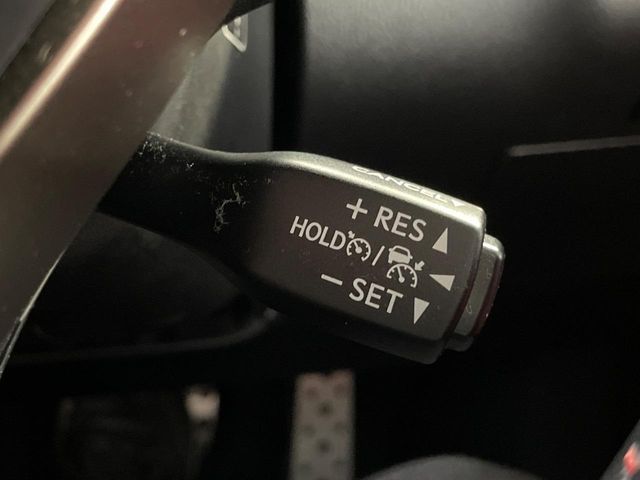 CANCEL
+ RES
HOLD /
− SET